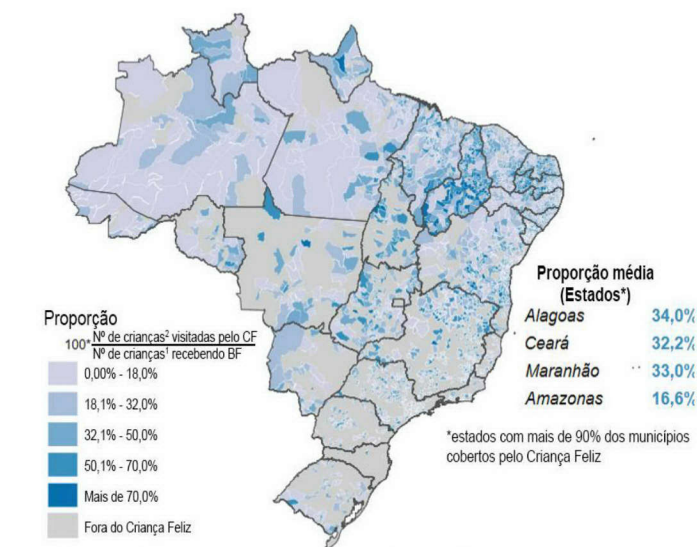 Proporção média
(Estados*)
Alagoas 34,0%
Ceará 32,2%
Maranhão 33,0%
Amazonas 16,6%
*estados com mais de 90% dos municípios
cobertos pelo Criança Feliz
Proporção
100* Nº de crianças² visitadas pelo CF
Nº de crianças¹ recebendo BF
0,00% - 18,0%
18,1% - 32,0%
32,1% - 50,0%
50,1% - 70,0%
Mais de 70,0%
Fora do Criança Feliz